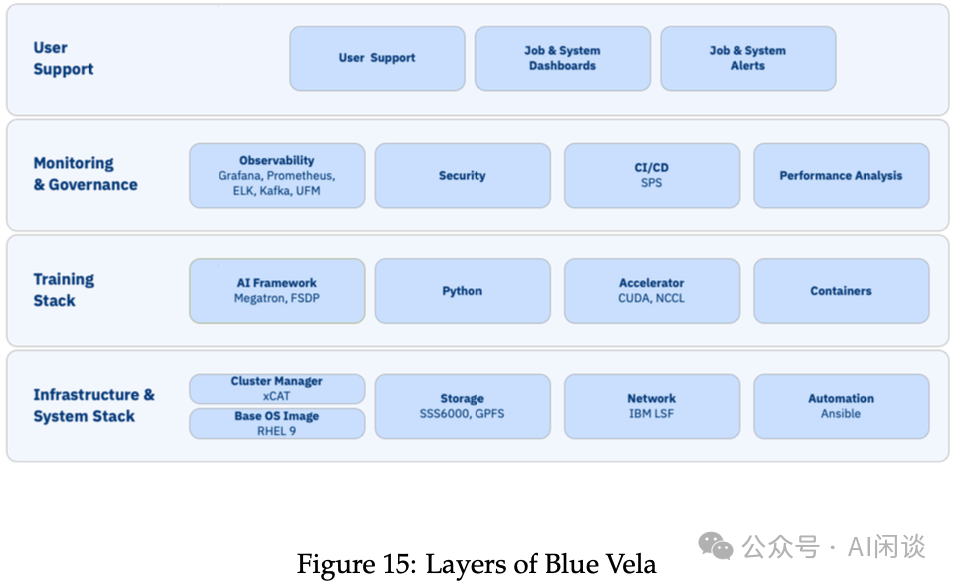 User
Support
User Support
Job & System
Dashboards
Job & System
Alerts
Monitoring
& Governance
Observability
Grafana, Prometheus,
ELK, Kafka, UFM
Security
CI/CD
SPS
Performance Analysis
Training
Stack
AI Framework
Megatron, FSDP
Python
Accelerator
CUDA, NCCL
Containers
Infrastructure &
System Stack
Cluster Manager
xCAT
Base OS Image
RHEL 9
Storage
SSS6000, GPFS
Network
IBM LSF
Automation
Ansible
公众号 · AI闲谈
Figure 15: Layers of Blue Vela